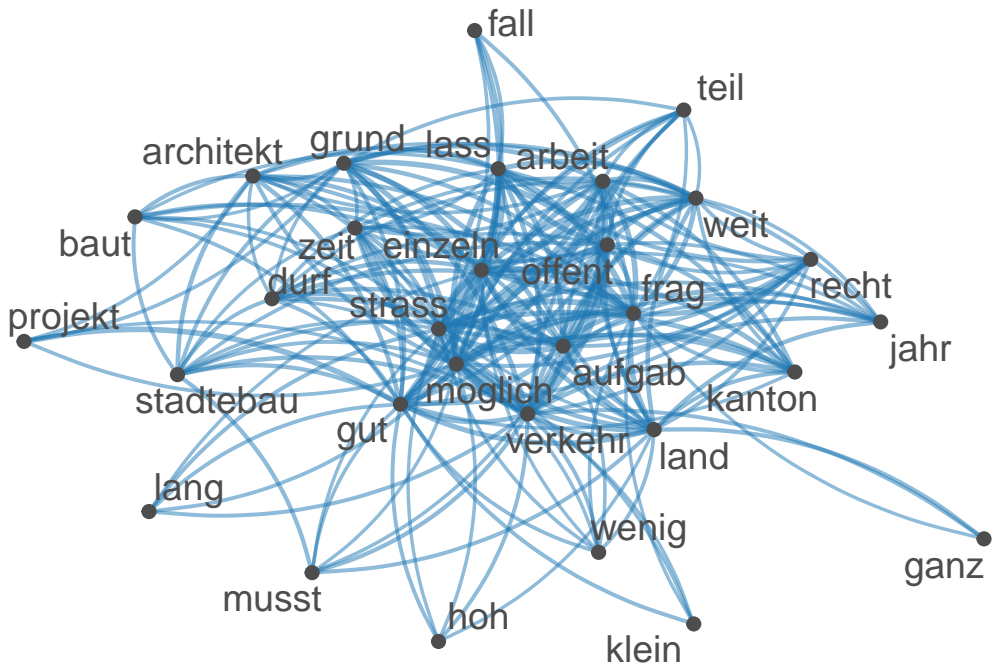 fall
teil
grund
lass
architekt
arbeit
weit
baut
zeit
einzeln
offent
durf
frag
recht
strass
projekt
jahr
aufgab
moglich
kanton
stadtebau
gut
verkehr
land
lang
wenig
ganz
musst
hoh
klein